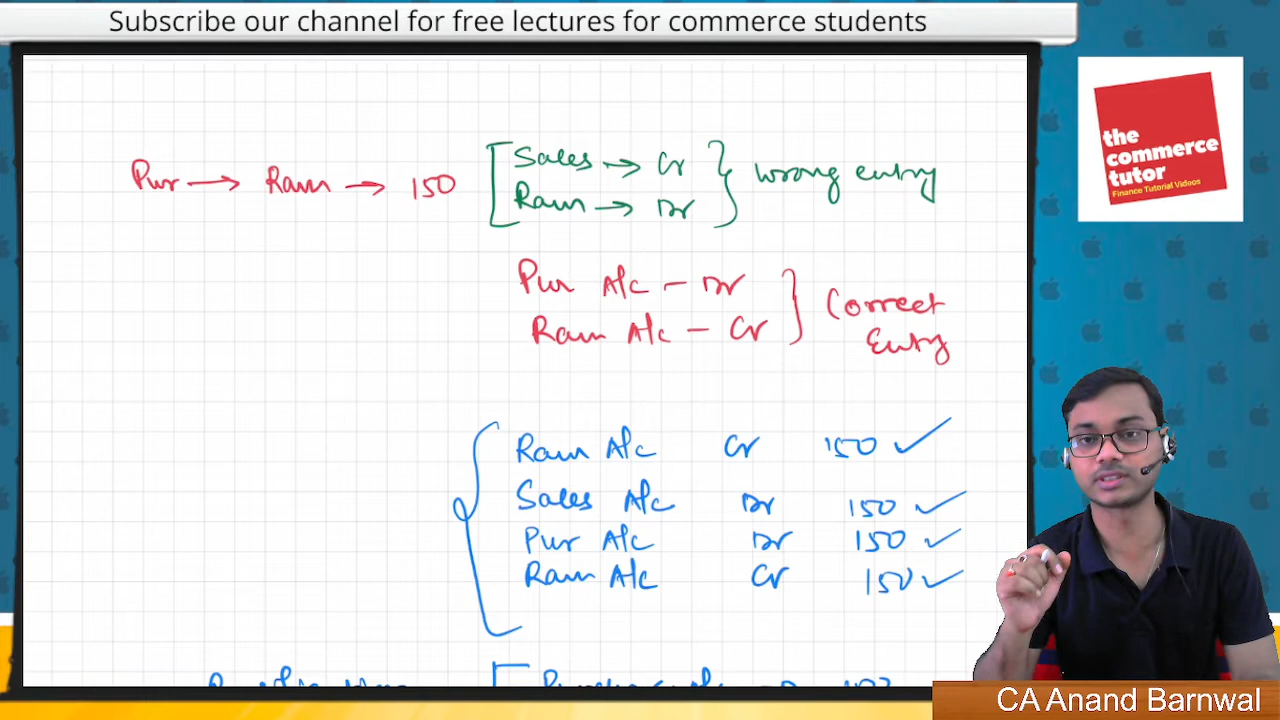 Subscribe our channel for free lectures for commerce students
the
commerce
tutor
Finance Tutorial Videos
Pur → Ram → 150
Sales → Cr
Ram → Dr
wrong entry
Pur A/c - Dr
Ram A/c - Cr
Correct
Entry
Ram A/c Cr 150 ✓
Sales A/c Dr 150 ✓
Pur A/c Dr 150 ✓
Ram A/c Cr 150 ✓
CA Anand Barnwal